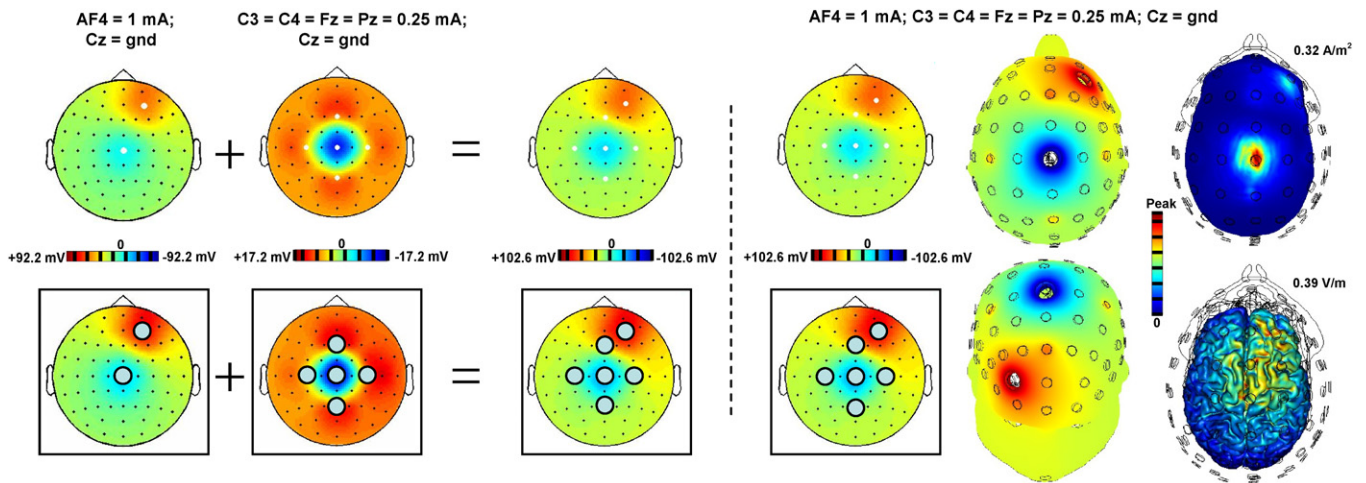 AF4 = 1 mA;
Cz = gnd
C3 = C4 = Fz = Pz = 0.25 mA;
Cz = gnd
AF4 = 1 mA; C3 = C4 = Fz = Pz = 0.25 mA; Cz = gnd
0.32 A/m²
+
=
0
+92.2 mV
-92.2 mV
0
+17.2 mV
-17.2 mV
0
+102.6 mV
-102.6 mV
0
+102.6 mV
-102.6 mV
Peak
0
0.39 V/m
+
=